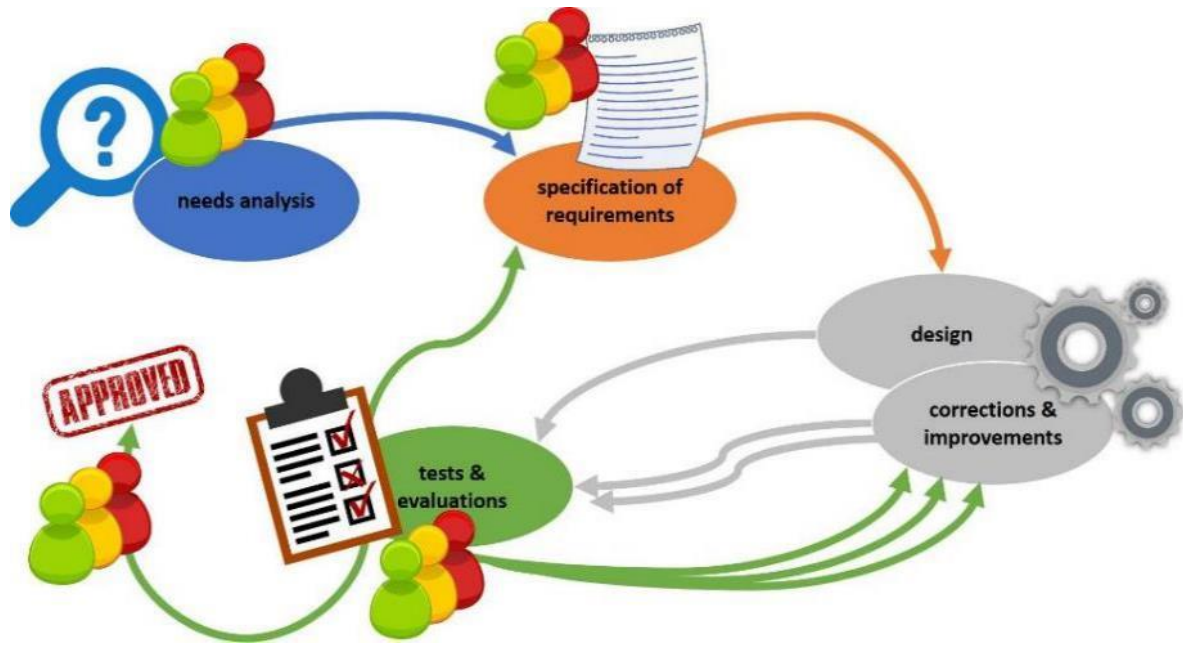 needs analysis
specification of
requirements
design
corrections &
improvements
APPROVED
tests &
evaluations
?